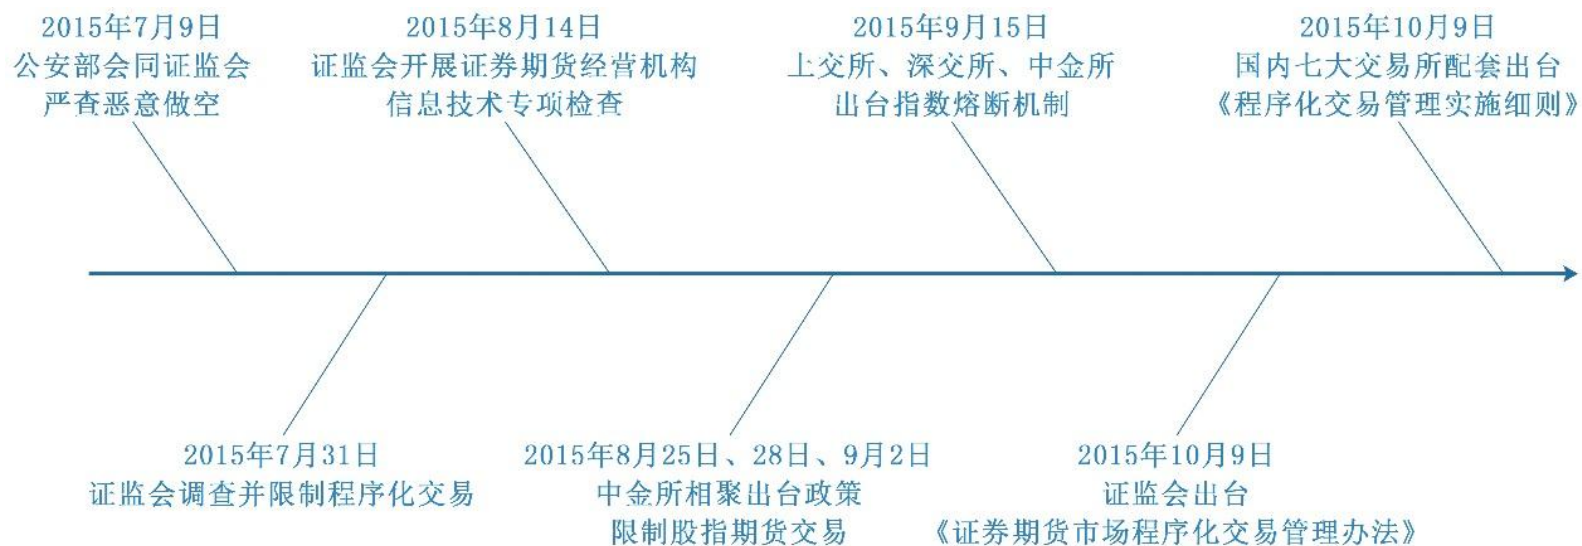 2015年7月9日
公安部会同证监会
严查恶意做空
2015年8月14日
证监会开展证券期货经营机构
信息技术专项检查
2015年9月15日
上交所、深交所、中金所
出台指数熔断机制
2015年10月9日
国内七大交易所配套出台
《程序化交易管理实施细则》
2015年7月31日
证监会调查并限制程序化交易
2015年8月25日、28日、9月2日
中金所相聚出台政策
限制股指期货交易
2015年10月9日
证监会出台
《证券期货市场程序化交易管理办法》